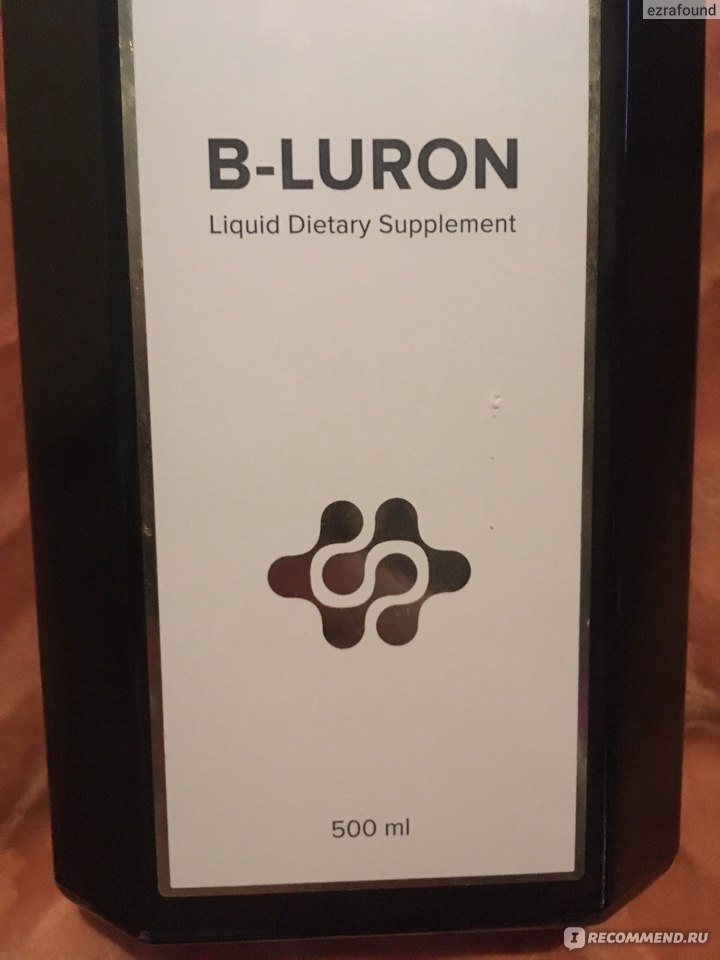 ezrafound
B-LURON
Liquid Dietary Supplement
500 ml
I RECOMMEND.RU